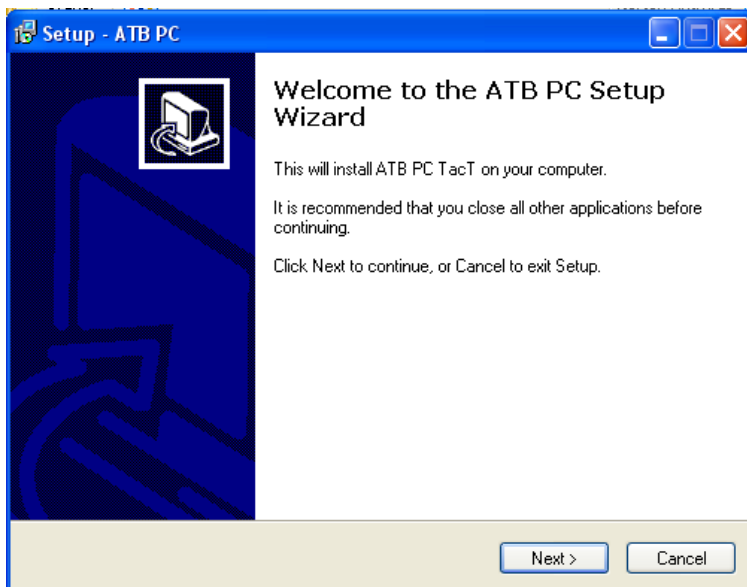 Setup - ATB PC
Welcome to the ATB PC Setup
Wizard
This will install ATB PC TacT on your computer.
It is recommended that you close all other applications before
continuing.
Click Next to continue, or Cancel to exit Setup.
Next >
Cancel